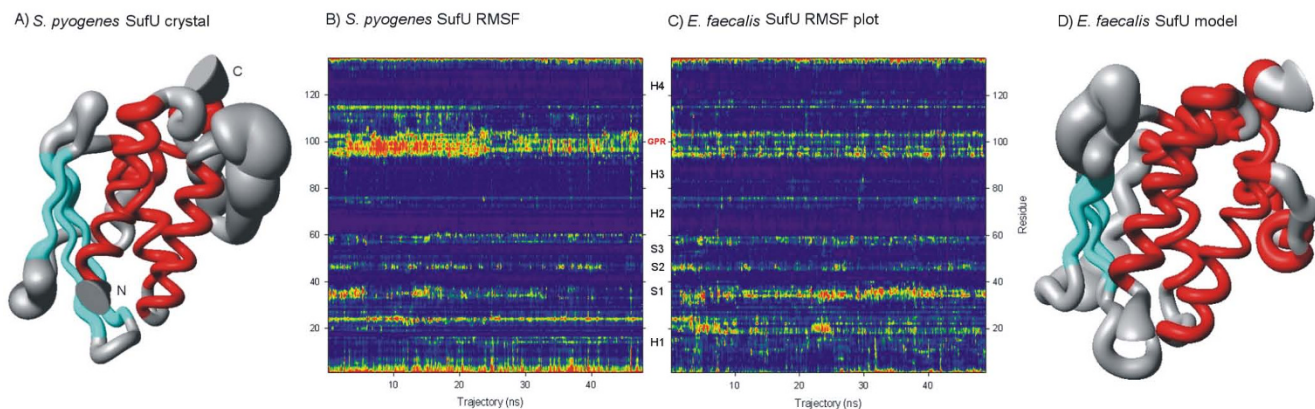 A) S. pyogenes SufU crystal
B) S. pyogenes SufU RMSF
C) E. faecalis SufU RMSF plot
D) E. faecalis SufU model
C
N
120
100
80
60
40
20
10
20
30
40
Trajectory (ns)
H4
GPR
H3
H2
S3
S2
S1
H1
120
100
80
60
40
20
Residue
10
20
30
40
Trajectory (ns)